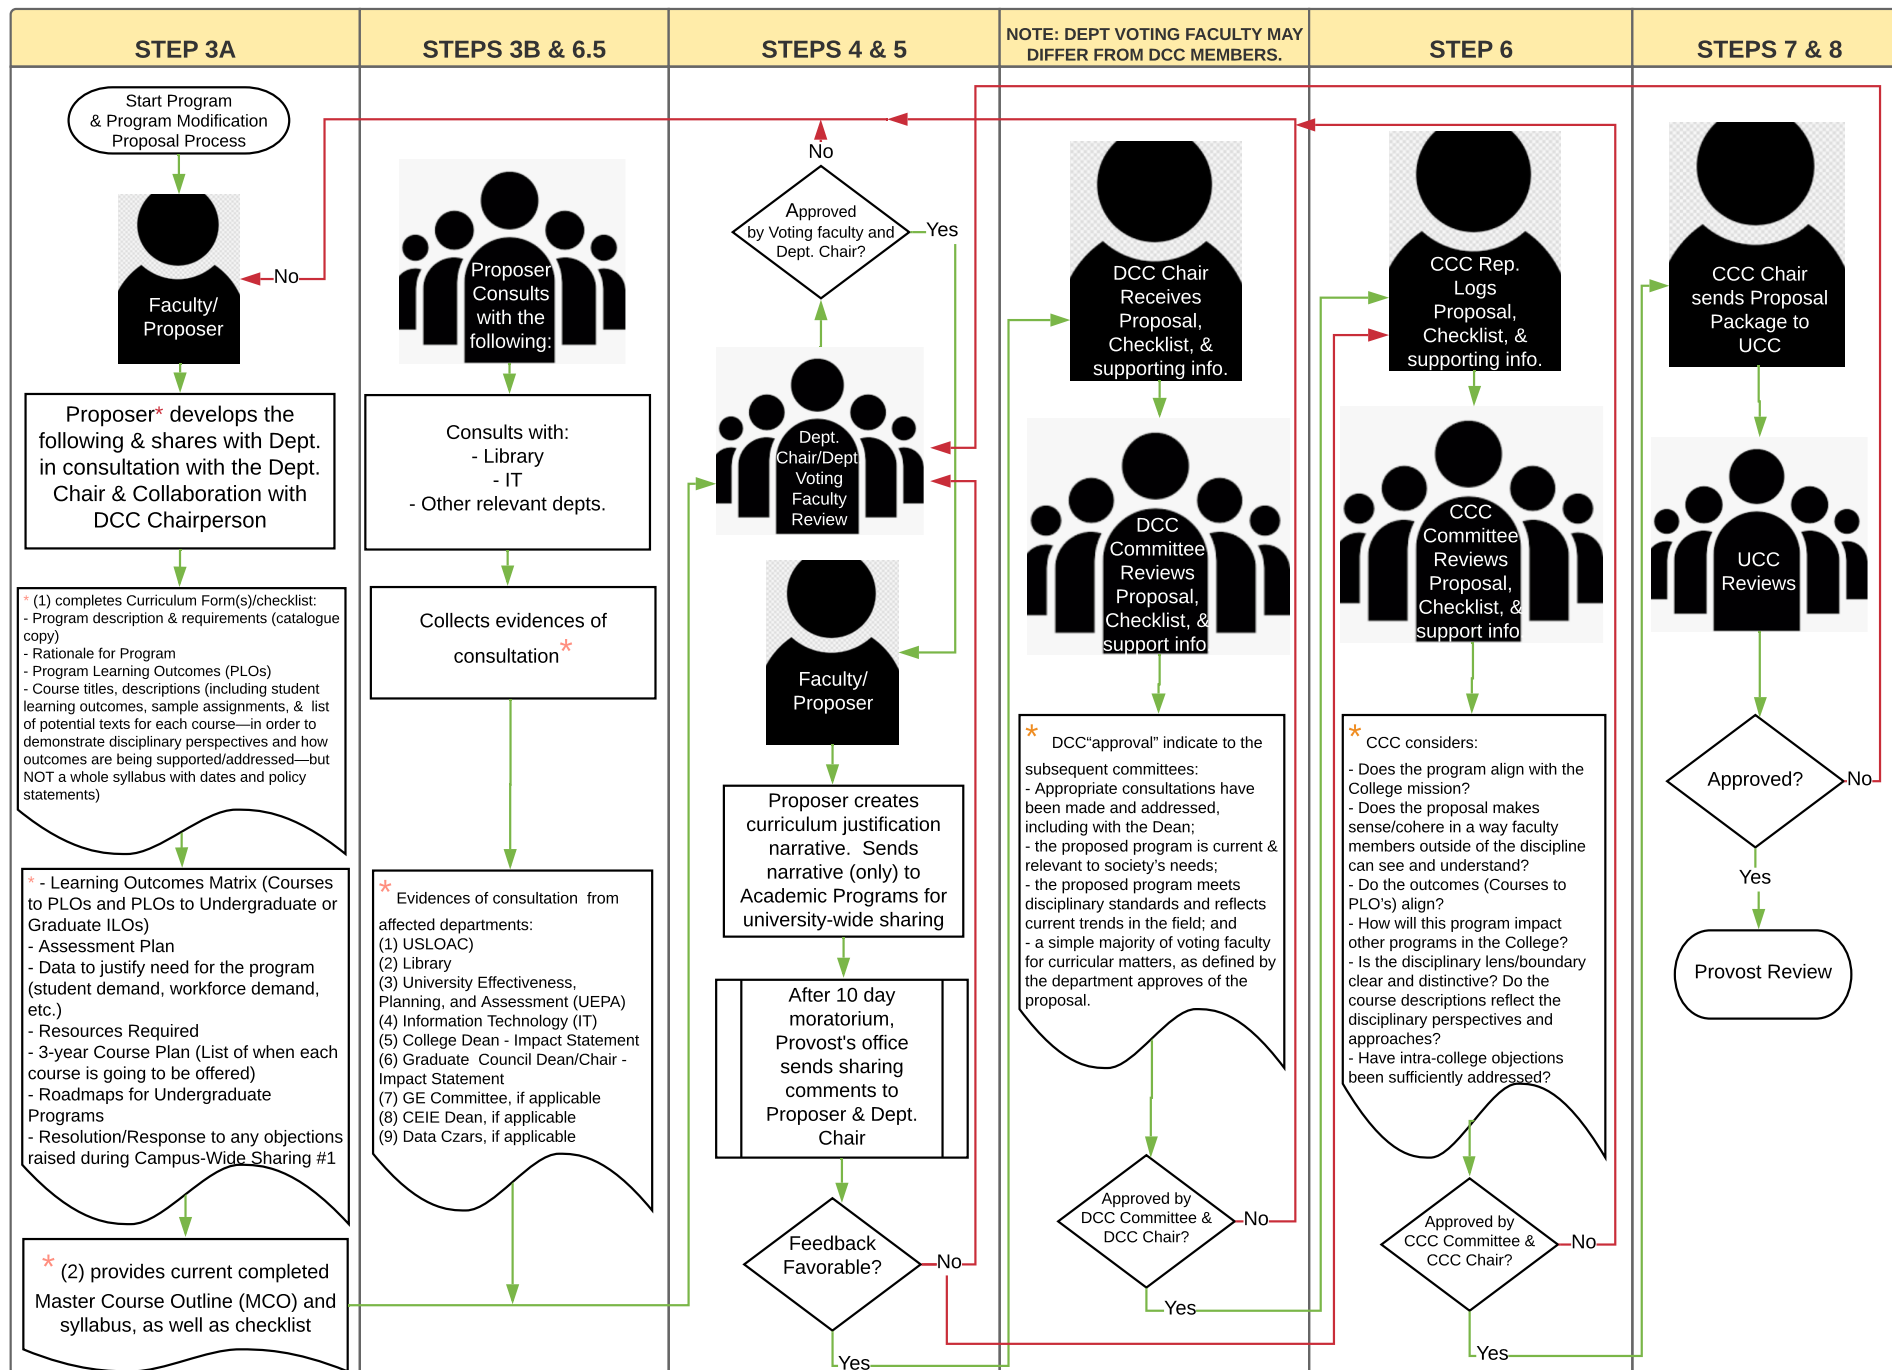 STEP 3A
STEPS 3B & 6.5
STEPS 4 & 5
NOTE: DEPT VOTING FACULTY MAY
DIFFER FROM DCC MEMBERS.
STEP 6
STEPS 7 & 8
Start Program
& Program Modification
Proposal Process
No
Faculty/
Proposer
Proposer* develops the
following & shares with Dept.
in consultation with the Dept.
Chair & Collaboration with
DCC Chairperson
* (1) completes Curriculum Form(s)/checklist:
- Program description & requirements (catalogue
copy)
- Rationale for Program
- Program Learning Outcomes (PLOs)
- Course titles, descriptions (including student
learning outcomes, sample assignments, & list
of potential texts for each course—in order to
demonstrate disciplinary perspectives and how
outcomes are being supported/addressed—but
NOT a whole syllabus with dates and policy
statements)
* - Learning Outcomes Matrix (Courses
to PLOs and PLOs to Undergraduate or
Graduate ILOs)
- Assessment Plan
- Data to justify need for the program
(student demand, workforce demand,
etc.)
- Resources Required
- 3-year Course Plan (List of when each
course is going to be offered)
- Roadmaps for Undergraduate
Programs
- Resolution/Response to any objections
raised during Campus-Wide Sharing #1
* (2) provides current completed
Master Course Outline (MCO) and
syllabus, as well as checklist
Proposer
Consults
with the
following:
Consults with:
- Library
- IT
- Other relevant depts.
Collects evidences of
consultation*
* Evidences of consultation from
affected departments:
(1) USLOAC)
(2) Library
(3) University Effectiveness,
Planning, and Assessment (UEPA)
(4) Information Technology (IT)
(5) College Dean - Impact Statement
(6) Graduate Council Dean/Chair -
Impact Statement
(7) GE Committee, if applicable
(8) CEIE Dean, if applicable
(9) Data Czars, if applicable
No
Approved
by Voting faculty and
Dept. Chair?
Yes
Dept.
Chair/Dept
Voting
Faculty
Review
Faculty/
Proposer
Proposer creates
curriculum justification
narrative. Sends
narrative (only) to
Academic Programs for
university-wide sharing
After 10 day
moratorium,
Provost's office
sends sharing
comments to
Proposer & Dept.
Chair
Feedback
Favorable?
No
Yes
DCC Chair
Receives
Proposal,
Checklist, &
supporting info.
DCC
Committee
Reviews
Proposal,
Checklist, &
support info
* DCC“approval” indicate to the
subsequent committees:
- Appropriate consultations have
been made and addressed,
including with the Dean;
- the proposed program is current &
relevant to society’s needs;
- the proposed program meets
disciplinary standards and reflects
current trends in the field; and
- a simple majority of voting faculty
for curricular matters, as defined by
the department approves of the
proposal.
Approved by
DCC Committee &
DCC Chair?
No
Yes
CCC Rep.
Logs
Proposal,
Checklist, &
supporting info.
CCC
Committee
Reviews
Proposal,
Checklist, &
support info
* CCC considers:
- Does the program align with the
College mission?
- Does the proposal makes
sense/cohere in a way faculty
members outside of the discipline
can see and understand?
- Do the outcomes (Courses to
PLO’s) align?
- How will this program impact
other programs in the College?
- Is the disciplinary lens/boundary
clear and distinctive? Do the
course descriptions reflect the
disciplinary perspectives and
approaches?
- Have intra-college objections
been sufficiently addressed?
Approved by
CCC Committee &
CCC Chair?
No
Yes
CCC Chair
sends Proposal
Package to
UCC
UCC
Reviews
Approved?
No
Yes
Provost Review